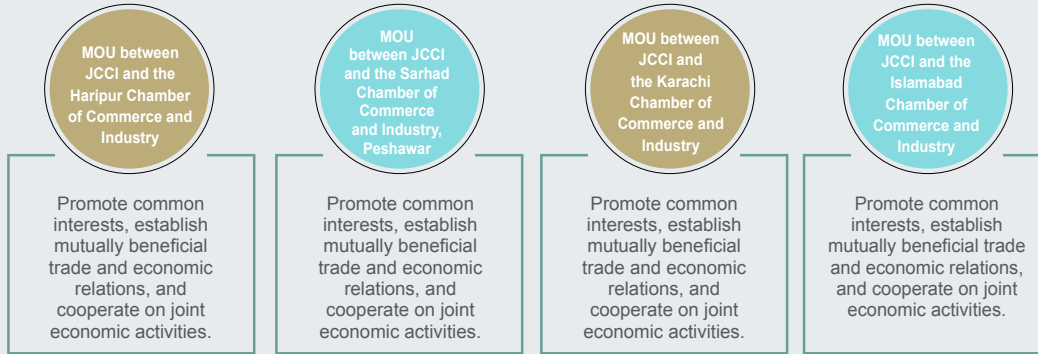 MOU between
JCCI and the
Haripur Chamber
of Commerce and
Industry
Promote common
interests, establish
mutually beneficial
trade and economic
relations, and
cooperate on joint
economic activities.
MOU
between JCCI
and the Sarhad
Chamber of
Commerce
and Industry,
Peshawar
Promote common
interests, establish
mutually beneficial
trade and economic
relations, and
cooperate on joint
economic activities.
MOU between
JCCI and
the Karachi
Chamber of
Commerce and
Industry
Promote common
interests, establish
mutually beneficial
trade and economic
relations, and
cooperate on joint
economic activities.
MOU between
JCCI and the
Islamabad
Chamber of
Commerce and
Industry
Promote common
interests, establish
mutually beneficial trade
and economic relations,
and cooperate on joint
economic activities.